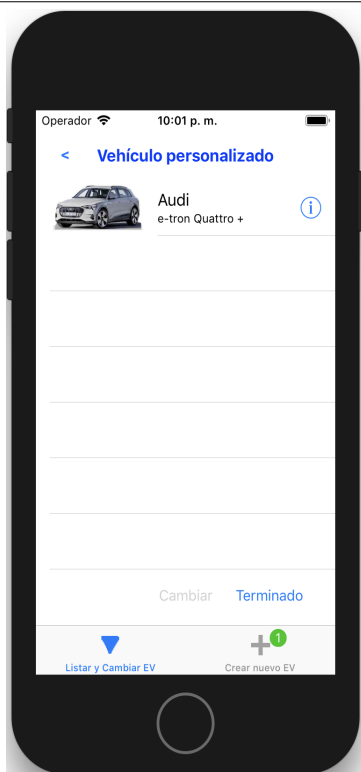 Operador 10:01 p. m.
< Vehículo personalizado
Audi
e-tron Quattro +
i
Cambiar Terminado
1
Listar y Cambiar EV Crear nuevo EV